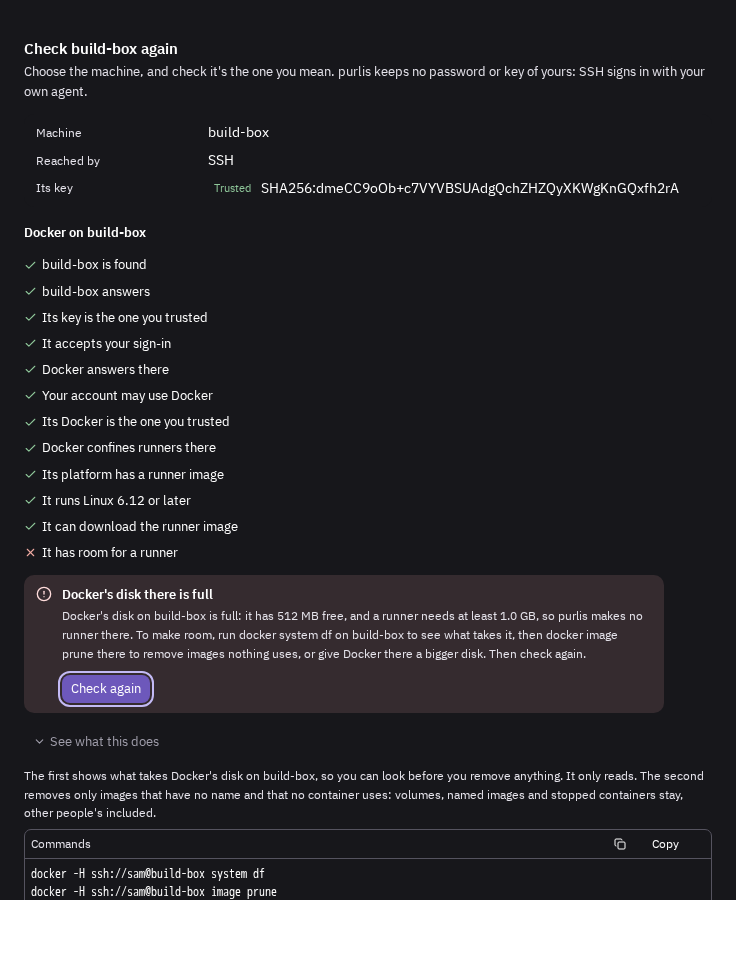 Check build-box again
Choose the machine, and check it's the one you mean. purlis keeps no password or key of yours: SSH signs in with your
own agent.
Machine build-box
Reached by SSH
Its key Trusted SHA256:dmeCC9oOb+c7VYVBSUAdgQchZHZQyXKWgKnGQxfh2rA
Docker on build-box
build-box is found
build-box answers
Its key is the one you trusted
It accepts your sign-in
Docker answers there
Your account may use Docker
Its Docker is the one you trusted
Docker confines runners there
Its platform has a runner image
It runs Linux 6.12 or later
It can download the runner image
It has room for a runner
Docker's disk there is full
Docker's disk on build-box is full: it has 512 MB free, and a runner needs at least 1.0 GB, so purlis makes no
runner there. To make room, run docker system df on build-box to see what takes it, then docker image
prune there to remove images nothing uses, or give Docker there a bigger disk. Then check again.
Check again
See what this does
The first shows what takes Docker's disk on build-box, so you can look before you remove anything. It only reads. The second
removes only images that have no name and that no container uses: volumes, named images and stopped containers stay,
other people's included.
Commands Copy
docker -H ssh://sam@build-box system df
docker -H ssh://sam@build-box image prune